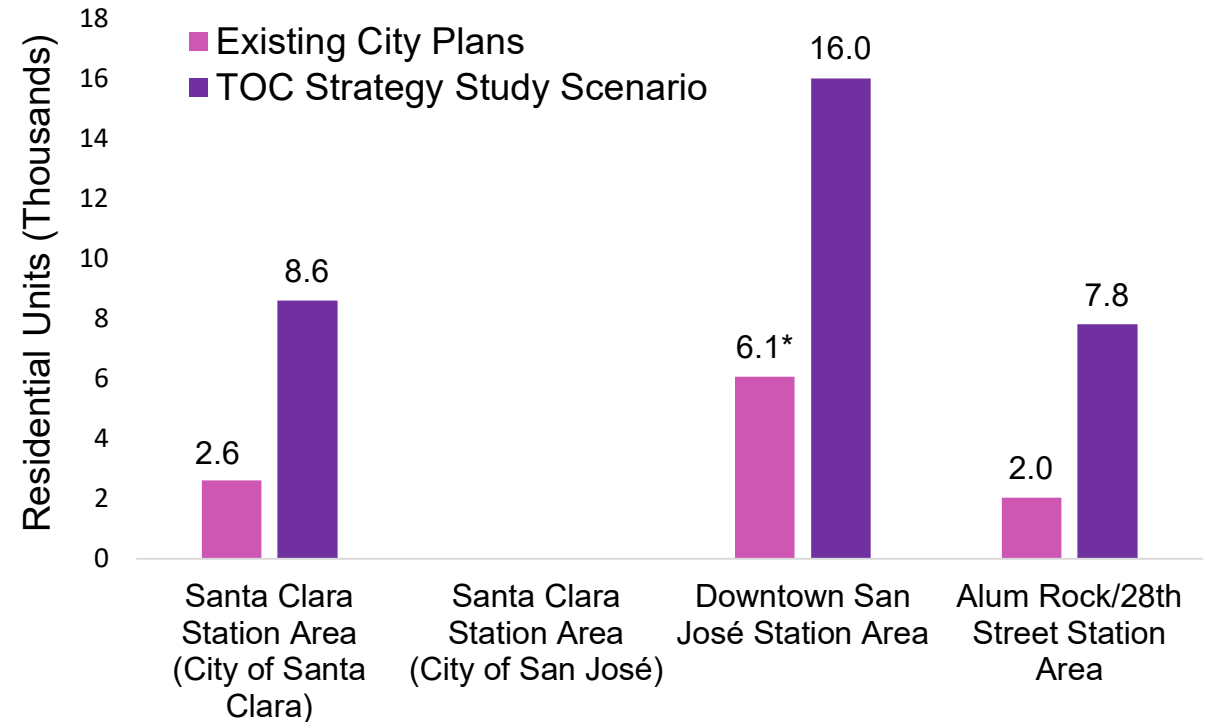 Residential Units (Thousands)
18
16
14
12
10
8
6
4
2
0
Existing City Plans
TOC Strategy Study Scenario
2.6
8.6
6.1*
16.0
2.0
7.8
Santa Clara
Station Area
(City of Santa
Clara)
Santa Clara
Station Area
(City of San José)
Downtown San
José Station Area
Alum Rock/28th
Street Station
Area